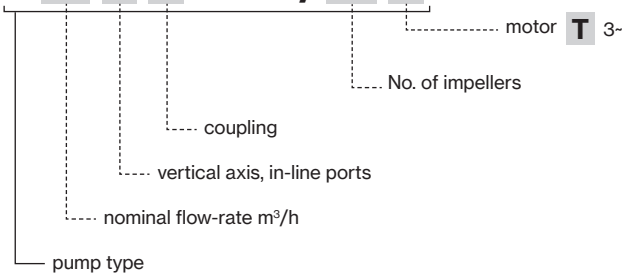 motor T 3~
No. of impellers
coupling
vertical axis, in-line ports
nominal flow-rate m³/h
pump type